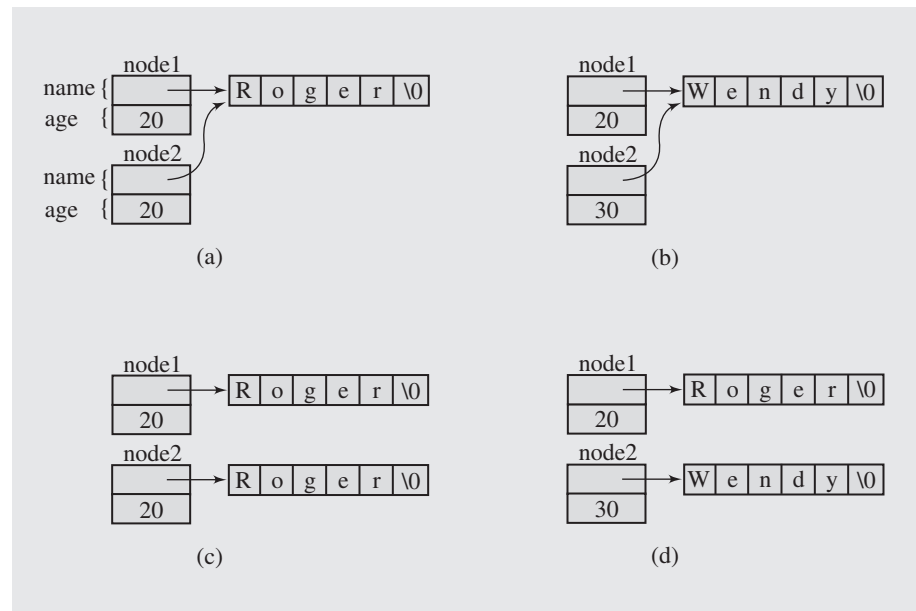 node1
name { R o g e r \0
age { 20
node2
name {
age { 20
(a)
node1
W e n d y \0
20
node2
30
(b)
node1
R o g e r \0
20
node2
R o g e r \0
20
(c)
node1
R o g e r \0
20
node2
W e n d y \0
30
(d)